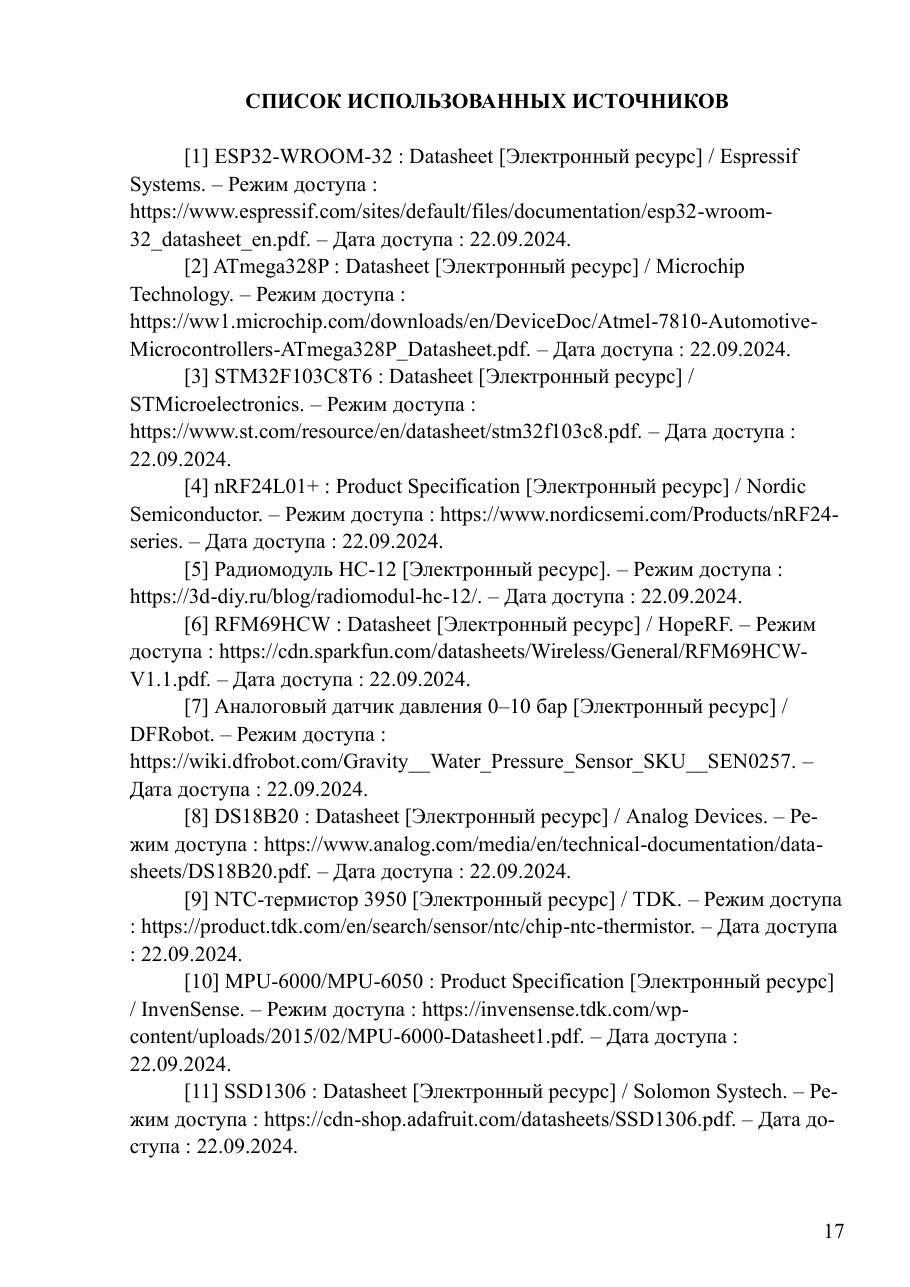 СПИСОК ИСПОЛЬЗОВАННЫХ ИСТОЧНИКОВ
[1] ESP32-WROOM-32 : Datasheet [Электронный ресурс] / Espressif
Systems. – Режим доступа :
https://www.espressif.com/sites/default/files/documentation/esp32-wroom-
32_datasheet_en.pdf. – Дата доступа : 22.09.2024.
[2] ATmega328P : Datasheet [Электронный ресурс] / Microchip
Technology. – Режим доступа :
https://ww1.microchip.com/downloads/en/DeviceDoc/Atmel-7810-Automotive-
Microcontrollers-ATmega328P_Datasheet.pdf. – Дата доступа : 22.09.2024.
[3] STM32F103C8T6 : Datasheet [Электронный ресурс] /
STMicroelectronics. – Режим доступа :
https://www.st.com/resource/en/datasheet/stm32f103c8.pdf. – Дата доступа :
22.09.2024.
[4] nRF24L01+ : Product Specification [Электронный ресурс] / Nordic
Semiconductor. – Режим доступа : https://www.nordicsemi.com/Products/nRF24-
series. – Дата доступа : 22.09.2024.
[5] Радиомодуль HC-12 [Электронный ресурс]. – Режим доступа :
https://3d-diy.ru/blog/radiomodul-hc-12/. – Дата доступа : 22.09.2024.
[6] RFM69HCW : Datasheet [Электронный ресурс] / HopeRF. – Режим
доступа : https://cdn.sparkfun.com/datasheets/Wireless/General/RFM69HCW-
V1.1.pdf. – Дата доступа : 22.09.2024.
[7] Аналоговый датчик давления 0–10 бар [Электронный ресурс] /
DFRobot. – Режим доступа :
https://wiki.dfrobot.com/Gravity__Water_Pressure_Sensor_SKU__SEN0257. –
Дата доступа : 22.09.2024.
[8] DS18B20 : Datasheet [Электронный ресурс] / Analog Devices. – Ре-
жим доступа : https://www.analog.com/media/en/technical-documentation/data-
sheets/DS18B20.pdf. – Дата доступа : 22.09.2024.
[9] NTC-термистор 3950 [Электронный ресурс] / TDK. – Режим доступа
: https://product.tdk.com/en/search/sensor/ntc/chip-ntc-thermistor. – Дата доступа
: 22.09.2024.
[10] MPU-6000/MPU-6050 : Product Specification [Электронный ресурс]
/ InvenSense. – Режим доступа : https://invensense.tdk.com/wp-
content/uploads/2015/02/MPU-6000-Datasheet1.pdf. – Дата доступа :
22.09.2024.
[11] SSD1306 : Datasheet [Электронный ресурс] / Solomon Systech. – Ре-
жим доступа : https://cdn-shop.adafruit.com/datasheets/SSD1306.pdf. – Дата до-
ступа : 22.09.2024.
17